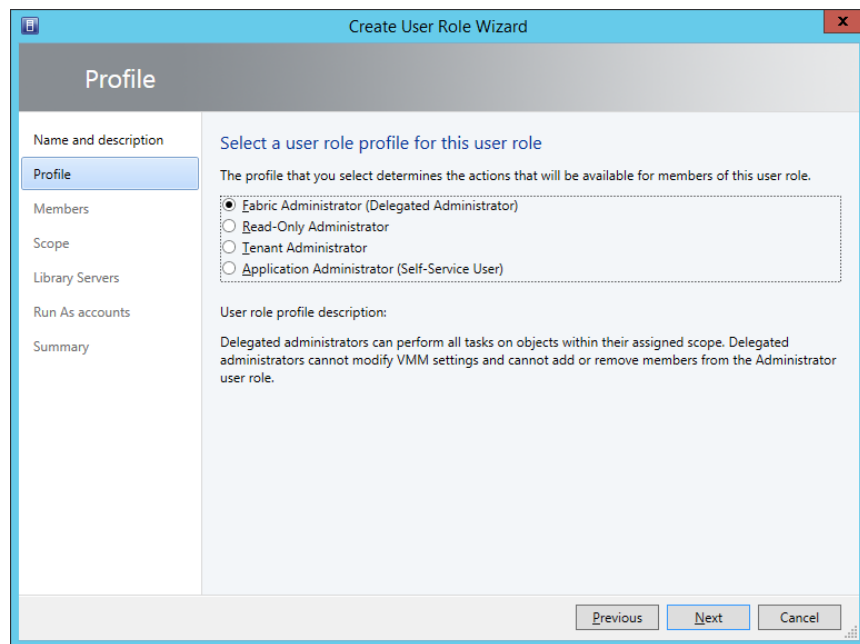 Create User Role Wizard
x
Profile
Name and description
Profile
Members
Scope
Library Servers
Run As accounts
Summary
Select a user role profile for this user role
The profile that you select determines the actions that will be available for members of this user role.
Fabric Administrator (Delegated Administrator)
Read-Only Administrator
Tenant Administrator
Application Administrator (Self-Service User)
User role profile description:
Delegated administrators can perform all tasks on objects within their assigned scope. Delegated
administrators cannot modify VMM settings and cannot add or remove members from the Administrator
user role.
Previous
Next
Cancel